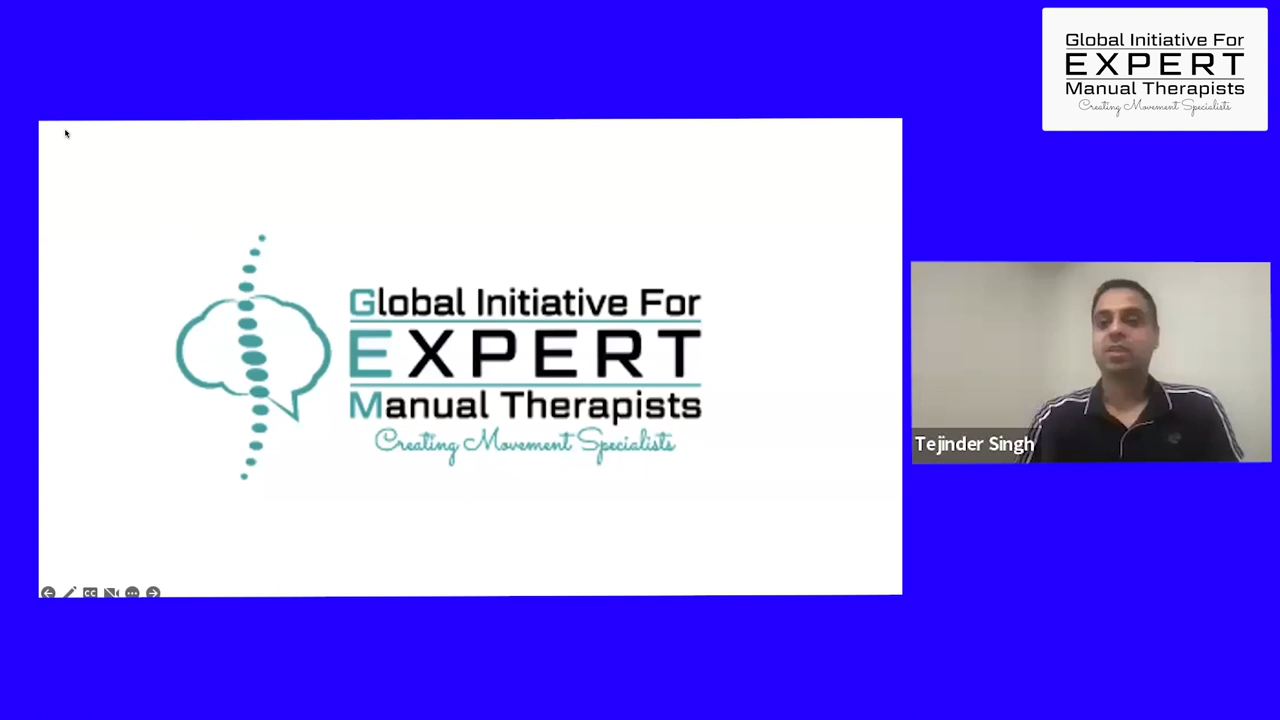 Global Initiative For
EXPERT
Manual Therapists
Creating Movement Specialists
Global Initiative For
EXPERT
Manual Therapists
Creating Movement Specialists
Tejinder Singh
CC